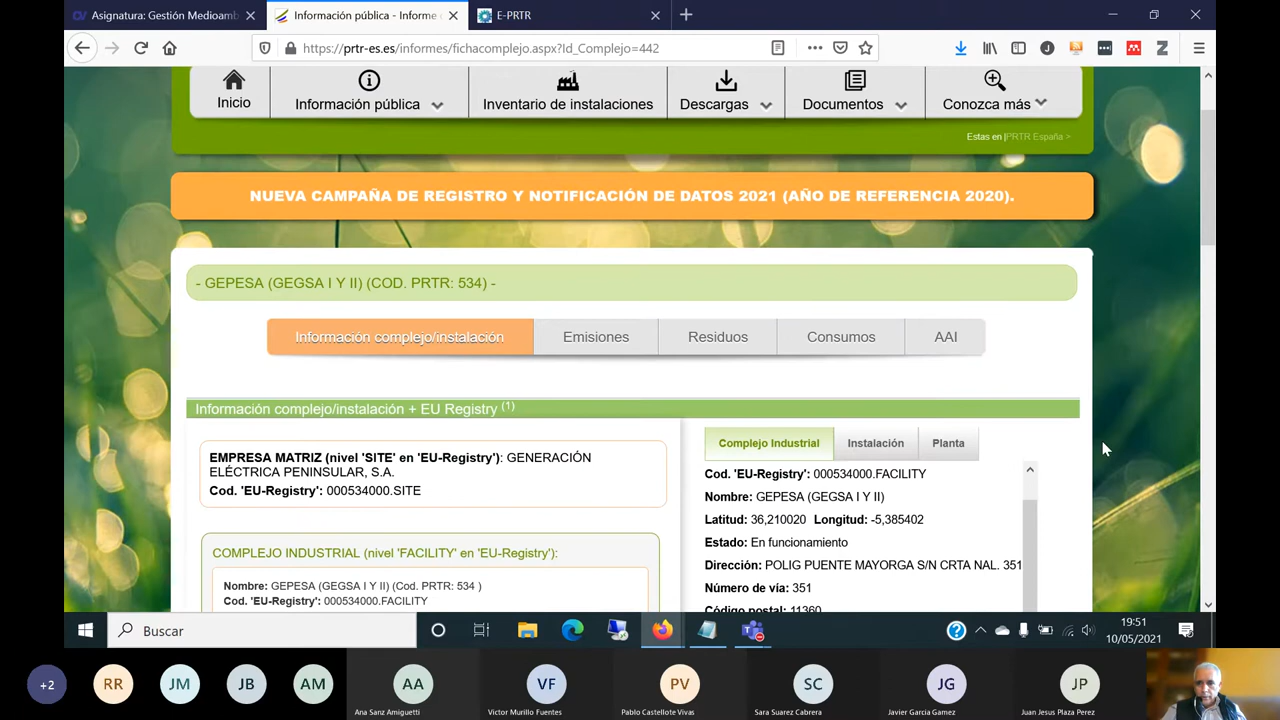 Asignatura: Gestión Medioamb
Información pública - Informe
E-PRTR
https://prtr-es.es/informes/fichacomplejo.aspx?Id_Complejo=442
Inicio
Información pública
Inventario de instalaciones
Descargas
Documentos
Conozca más
Estas en |PRTR España >
NUEVA CAMPAÑA DE REGISTRO Y NOTIFICACIÓN DE DATOS 2021 (AÑO DE REFERENCIA 2020).
- GEPESA (GEGSA I Y II) (COD. PRTR: 534) -
Información complejo/instalación
Emisiones
Residuos
Consumos
AAI
Información complejo/instalación + EU Registry (1)
EMPRESA MATRIZ (nivel 'SITE' en 'EU-Registry'): GENERACIÓN
ELÉCTRICA PENINSULAR, S.A.
Cod. 'EU-Registry': 000534000.SITE
COMPLEJO INDUSTRIAL (nivel 'FACILITY' en 'EU-Registry'):
Nombre: GEPESA (GEGSA I Y II) (Cod. PRTR: 534 )
Cod. 'EU-Registry': 000534000.FACILITY
Complejo Industrial
Instalación
Planta
Cod. 'EU-Registry': 000534000.FACILITY
Nombre: GEPESA (GEGSA I Y II)
Latitud: 36,210020 Longitud: -5,385402
Estado: En funcionamiento
Dirección: POLIG PUENTE MAYORGA S/N CRTA NAL. 351
Número de vía: 351
Código postal: 11360
Buscar
19:51
10/05/2021
+2
RR
JM
JB
AM
AA
Ana Sanz Amiguetti
VF
Victor Murillo Fuentes
PV
Pablo Castellote Vivas
SC
Sara Suarez Cabrera
JG
Javier Garcia Gamez
JP
Juan Jesus Plaza Perez